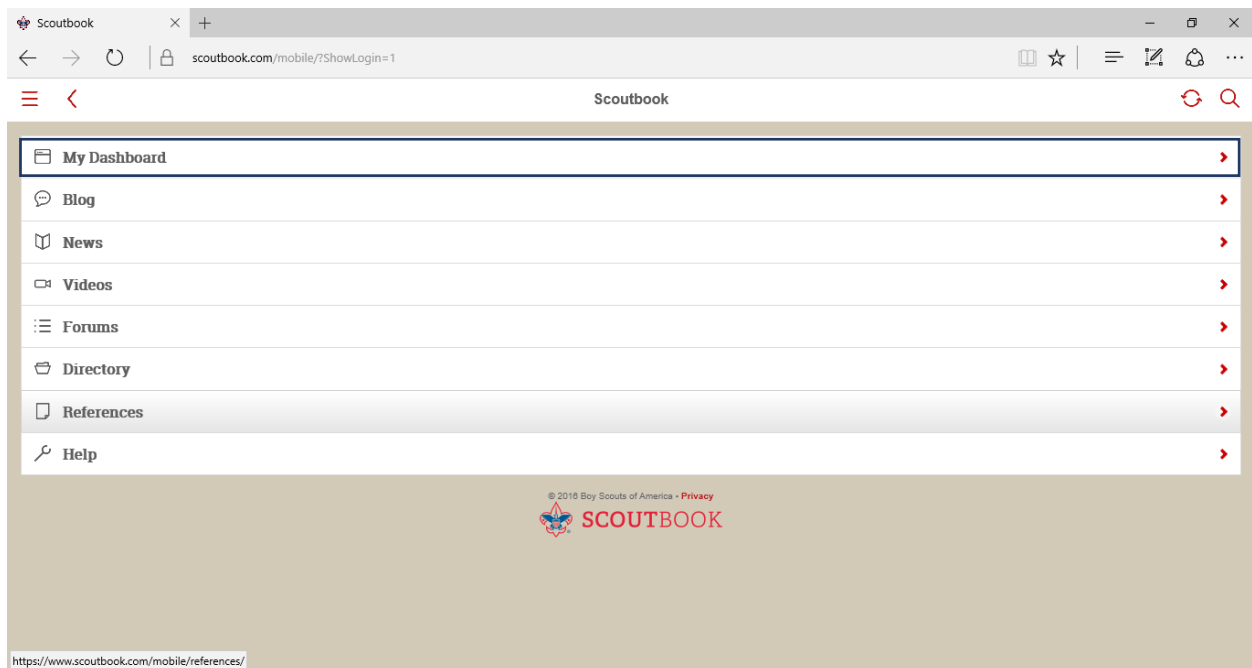 Scoutbook
scoutbook.com/mobile/?ShowLogin=1
Scoutbook
My Dashboard
Blog
News
Videos
Forums
Directory
References
Help
© 2016 Boy Scouts of America - Privacy
SCOUTBOOK
https://www.scoutbook.com/mobile/references/